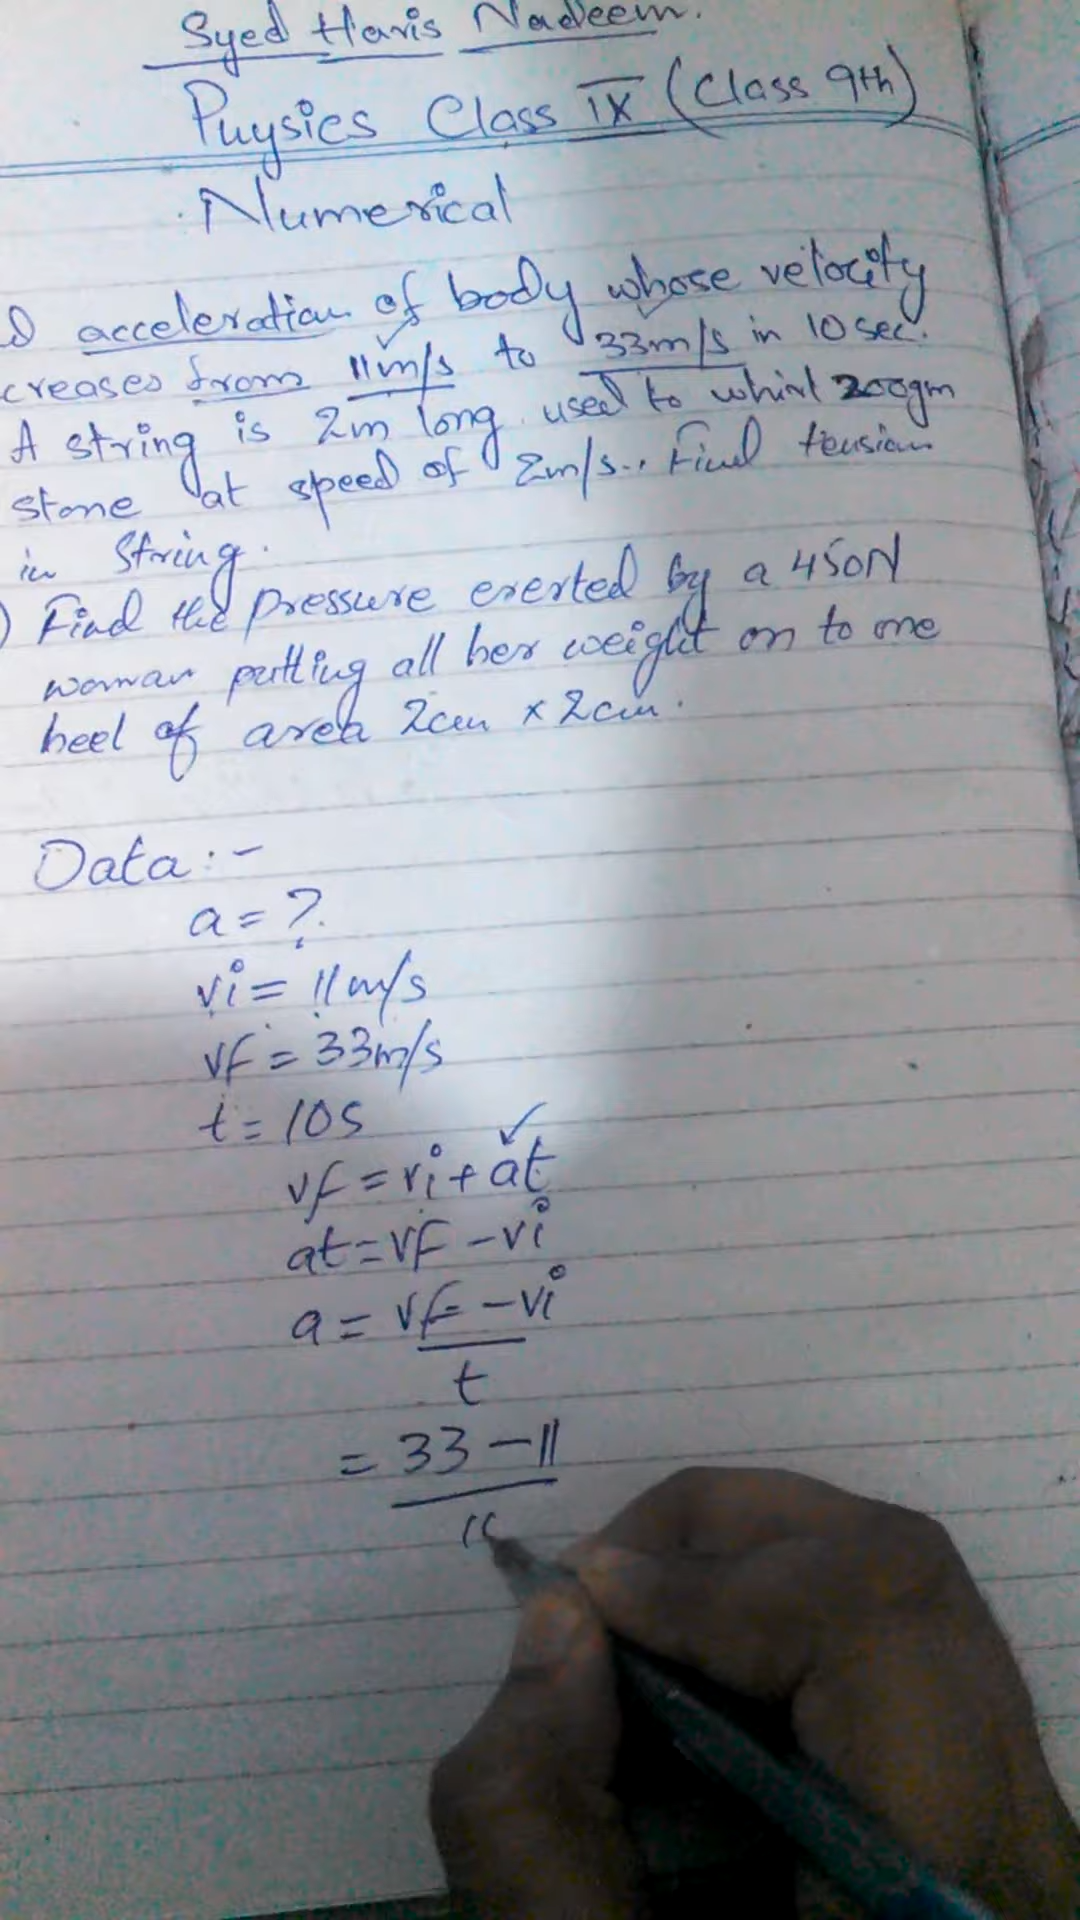 Syed Haris Nadeem.
Physics Class IX (Class 9th)
Numerical
acceleration of body whose velocity
creases from 11m/s to 33m/s in 10 sec.
A string is 2m long used to whirl 200gm
stone at speed of 2m/s.. Find tension
in string.
) Find the pressure exerted by a 450N
woman putting all her weight on to one
heel of area 2cm x 2cm.
Data :-
a = ?
vi = 11m/s
vf = 33m/s
t = 10s
vf = vi + at
at = vf - vi
a = vf - vi
t
= 33 - 11
10